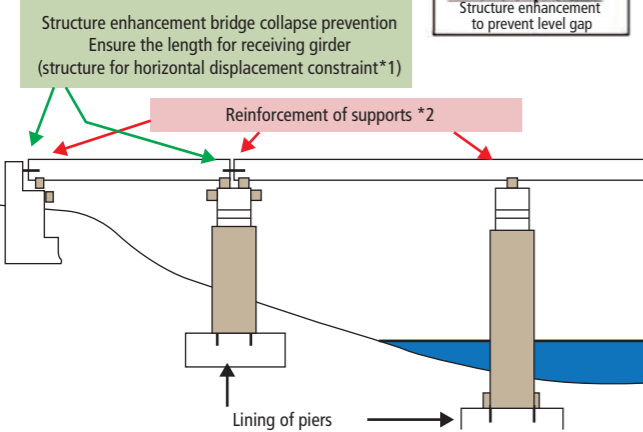 Structure enhancement
to prevent level gap
Structure enhancement bridge collapse prevention
Ensure the length for receiving girder
(structure for horizontal displacement constraint*1)
Reinforcement of supports *2
Lining of piers